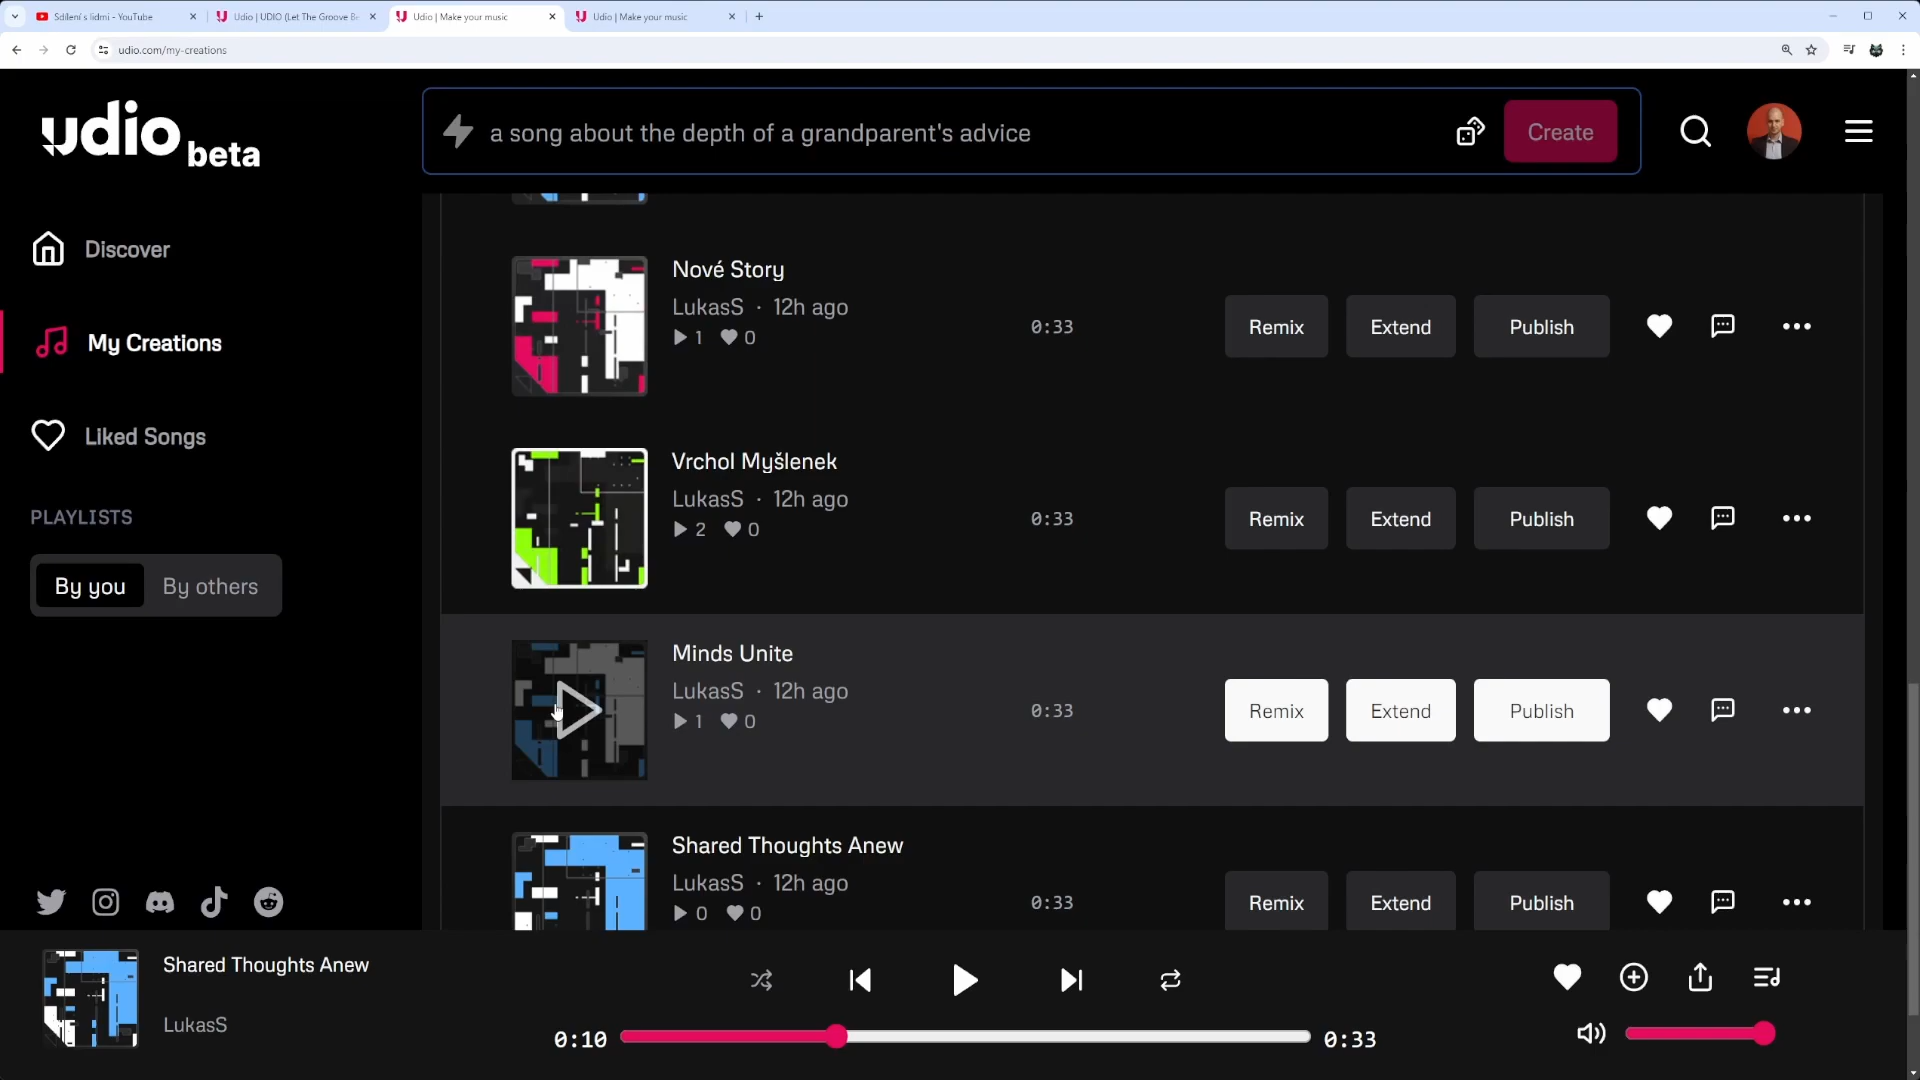 Sdílení s lidmi - YouTube
Udio | UDIO (Let The Groove Be
Udio | Make your music
Udio | Make your music
udio.com/my-creations
udio beta
a song about the depth of a grandparent's advice
Create
Discover
My Creations
Liked Songs
PLAYLISTS
By you
By others
Nové Story
LukasS · 12h ago
1 0
0:33
Remix
Extend
Publish
Vrchol Myšlenek
LukasS · 12h ago
2 0
0:33
Remix
Extend
Publish
Minds Unite
LukasS · 12h ago
1 0
0:33
Remix
Extend
Publish
Shared Thoughts Anew
LukasS · 12h ago
0 0
0:33
Remix
Extend
Publish
Shared Thoughts Anew
LukasS
0:10
0:33